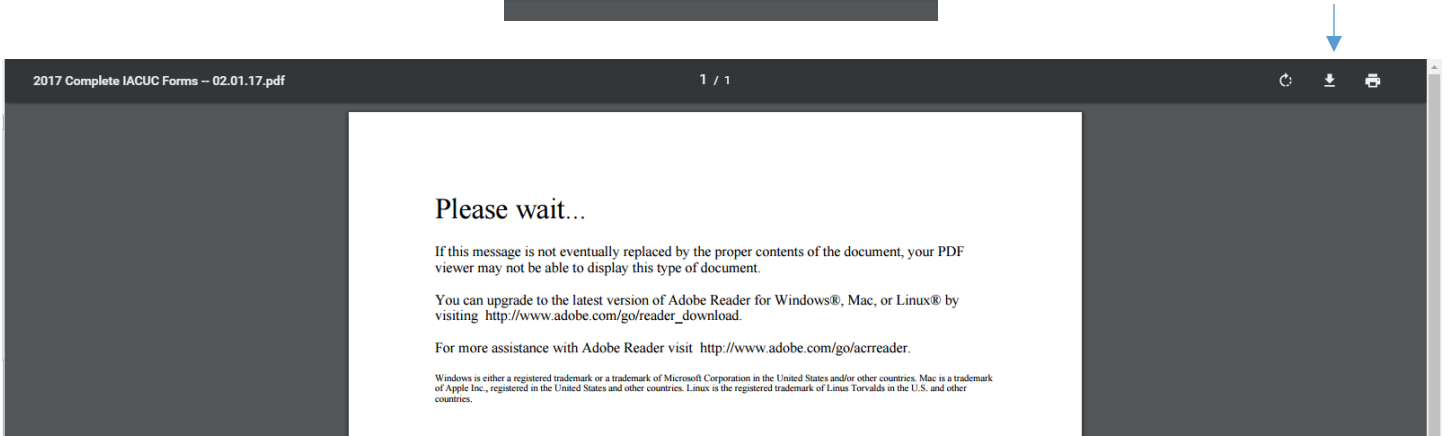 2017 Complete IACUC Forms -- 02.01.17.pdf
1 / 1
Please wait...
If this message is not eventually replaced by the proper contents of the document, your PDF
viewer may not be able to display this type of document.
You can upgrade to the latest version of Adobe Reader for Windows®, Mac, or Linux® by
visiting http://www.adobe.com/go/reader_download.
For more assistance with Adobe Reader visit http://www.adobe.com/go/acrreader.
Windows is either a registered trademark or a trademark of Microsoft Corporation in the United States and/or other countries. Mac is a trademark
of Apple Inc., registered in the United States and other countries. Linux is the registered trademark of Linus Torvalds in the U.S. and other
countries.